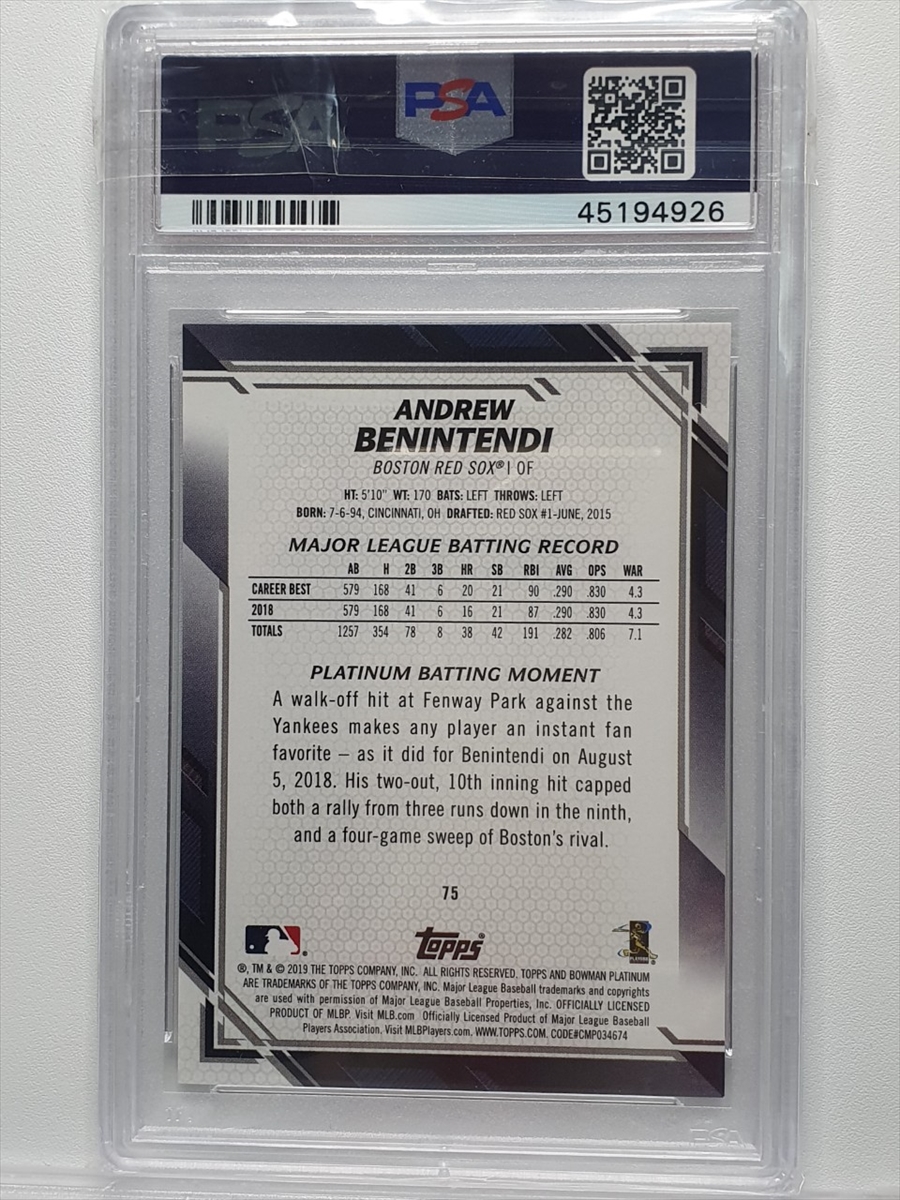 PSA
PSA
45194926
ANDREW
BENINTENDI
BOSTON RED SOX® | OF
HT: 5'10" WT: 170 BATS: LEFT THROWS: LEFT
BORN: 7-6-94, CINCINNATI, OH DRAFTED: RED SOX #1-JUNE, 2015
MAJOR LEAGUE BATTING RECORD
AB H 2B 3B HR SB RBI AVG OPS WAR
CAREER BEST 579 168 41 6 20 21 90 .290 .830 4.3
2018 579 168 41 6 16 21 87 .290 .830 4.3
TOTALS 1257 354 78 8 38 42 191 .282 .806 7.1
PLATINUM BATTING MOMENT
A walk-off hit at Fenway Park against the
Yankees makes any player an instant fan
favorite – as it did for Benintendi on August
5, 2018. His two-out, 10th inning hit capped
both a rally from three runs down in the ninth,
and a four-game sweep of Boston's rival.
75
topps®
PLAYERS
®, TM & © 2019 THE TOPPS COMPANY, INC. ALL RIGHTS RESERVED. TOPPS AND BOWMAN PLATINUM
ARE TRADEMARKS OF THE TOPPS COMPANY, INC. Major League Baseball trademarks and copyrights
are used with permission of Major League Baseball Properties, Inc. OFFICIALLY LICENSED
PRODUCT OF MLBP. Visit MLB.com Officially Licensed Product of Major League Baseball
Players Association. Visit MLBPlayers.com. WWW.TOPPS.COM. CODE#CMP034674
PSA